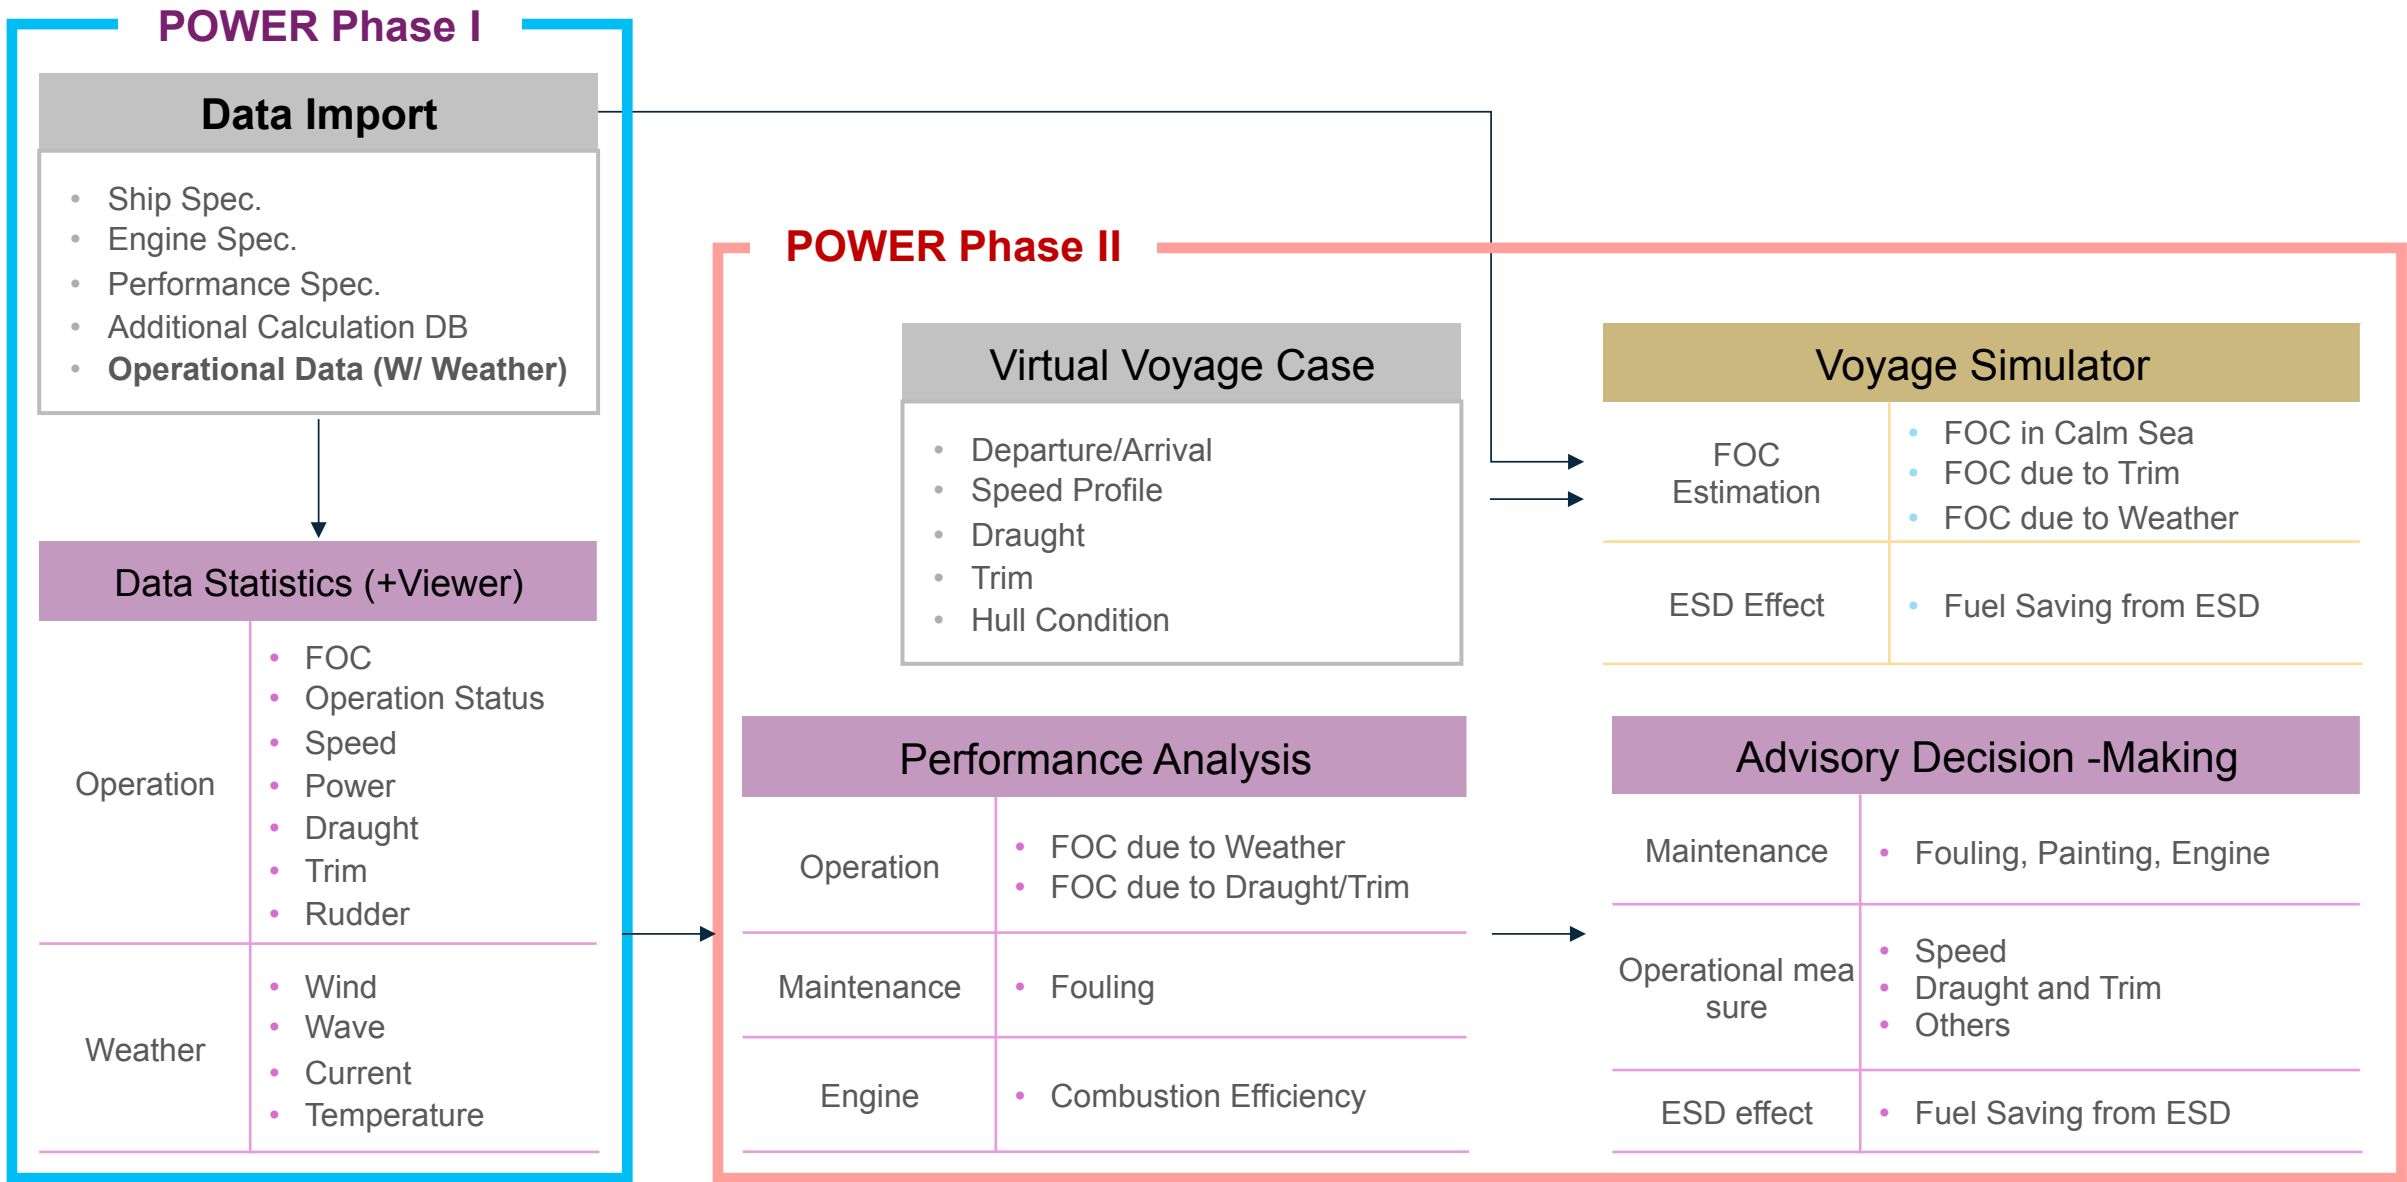 POWER Phase I
Data Import
• Ship Spec.
• Engine Spec.
• Performance Spec.
• Additional Calculation DB
• Operational Data (W/ Weather)
Data Statistics (+Viewer)
Operation
• FOC
• Operation Status
• Speed
• Power
• Draught
• Trim
• Rudder
Weather
• Wind
• Wave
• Current
• Temperature
POWER Phase II
Virtual Voyage Case
• Departure/Arrival
• Speed Profile
• Draught
• Trim
• Hull Condition
Voyage Simulator
FOC
Estimation
• FOC in Calm Sea
• FOC due to Trim
• FOC due to Weather
ESD Effect
• Fuel Saving from ESD
Performance Analysis
Operation
• FOC due to Weather
• FOC due to Draught/Trim
Maintenance
• Fouling
Engine
• Combustion Efficiency
Advisory Decision -Making
Maintenance
• Fouling, Painting, Engine
Operational mea
sure
• Speed
• Draught and Trim
• Others
ESD effect
• Fuel Saving from ESD